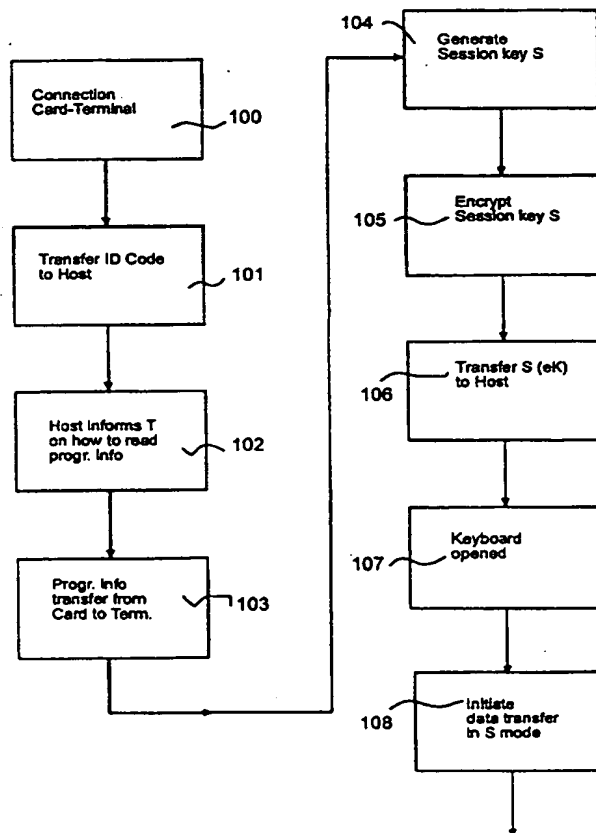 Connection
Card-Terminal
100
Transfer ID Code
to Host
101
Host Informs T
on how to read
progr. Info
102
Progr. Info
transfer from
Card to Term.
103
104
Generate
Session key S
105
Encrypt
Session key S
106
Transfer S (eK)
to Host
107
Keyboard
opened
108
Initiate
data transfer
in S mode